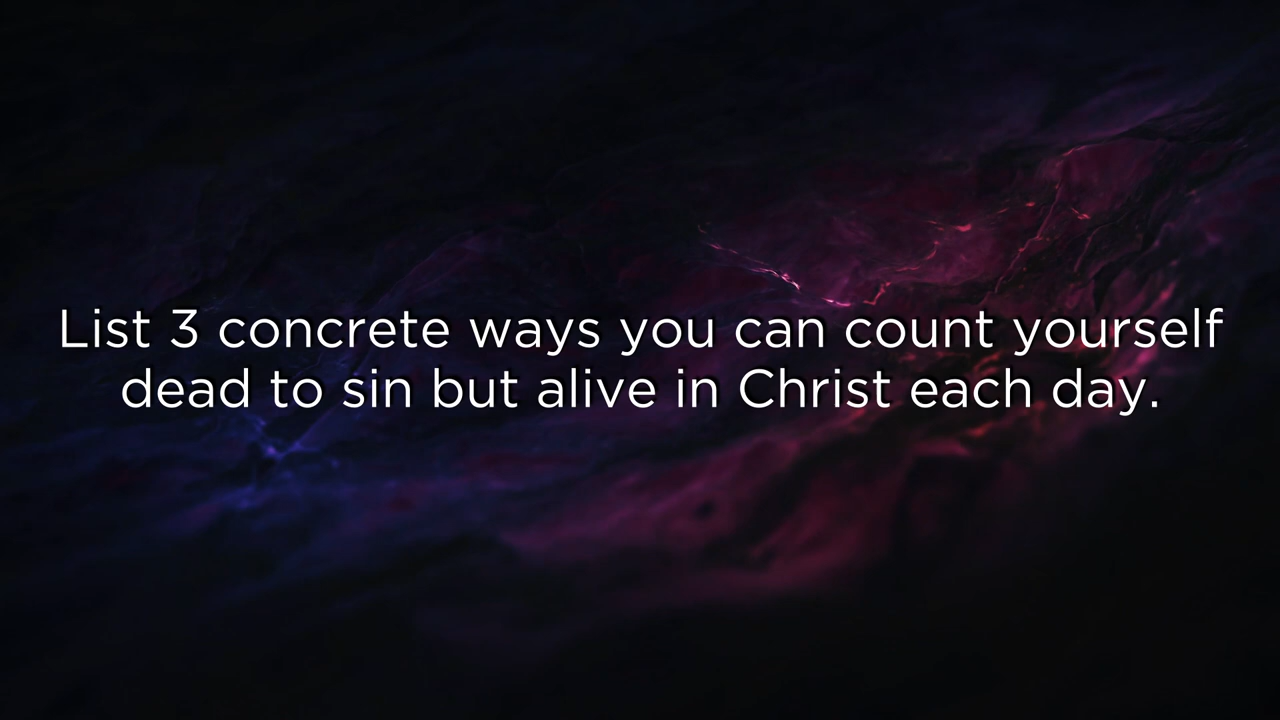 List 3 concrete ways you can count yourself
dead to sin but alive in Christ each day.